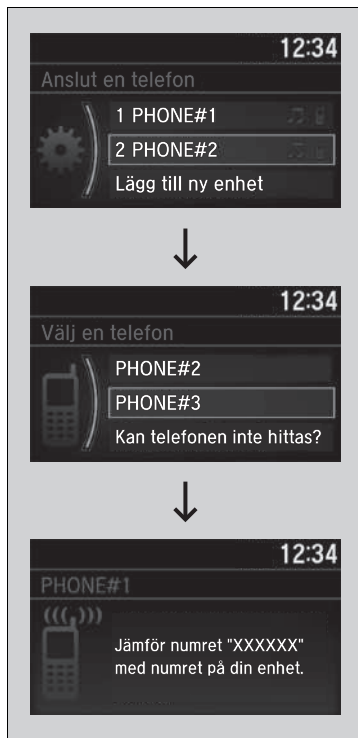 12:34
Anslut en telefon
1 PHONE#1
2 PHONE#2
Lägg till ny enhet
12:34
Välj en telefon
PHONE#2
PHONE#3
Kan telefonen inte hittas?
12:34
PHONE#1
Jämför numret "XXXXXX"
med numret på din enhet.